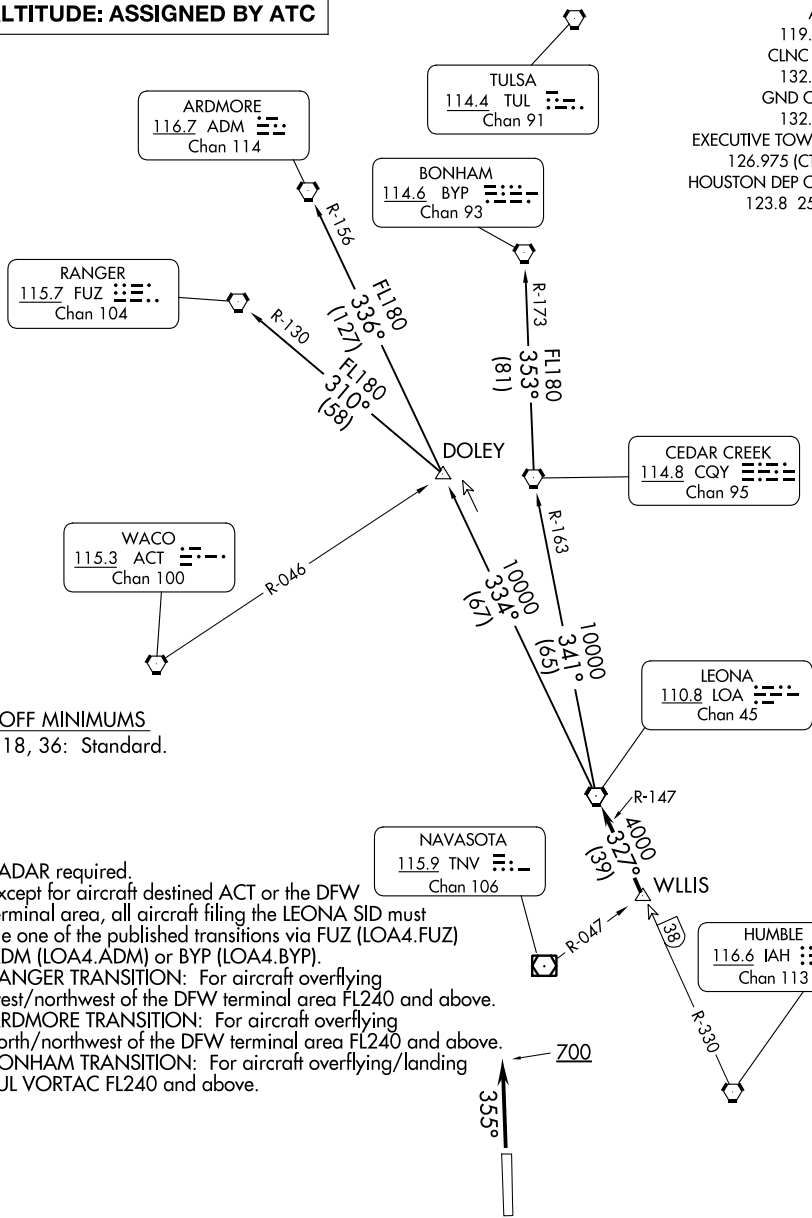 ALTITUDE: ASSIGNED BY ATC
119.
CLNC
132.
GND C
132.
EXECUTIVE TOW
126.975 (CT
HOUSTON DEP C
123.8 25
TULSA
114.4 TUL
Chan 91
ARDMORE
116.7 ADM
Chan 114
BONHAM
114.6 BYP
Chan 93
RANGER
115.7 FUZ
Chan 104
R-156
R-130
R-173
FL180
336°
(127)
FL180
310°
(58)
FL180
353°
(81)
DOLEY
CEDAR CREEK
114.8 CQY
Chan 95
WACO
115.3 ACT
Chan 100
R-046
R-163
10000
334°
(67)
10000
341°
(65)
LEONA
110.8 LOA
Chan 45
OFF MINIMUMS
18, 36: Standard.
R-147
4000
327°
(39)
NAVASOTA
115.9 TNV
Chan 106
WLLIS
R-047
38
HUMBLE
116.6 IAH
Chan 113
R-330
ADAR required.
xcept for aircraft destined ACT or the DFW
erminal area, all aircraft filing the LEONA SID must
e one of the published transitions via FUZ (LOA4.FUZ)
ADM (LOA4.ADM) or BYP (LOA4.BYP).
ANGER TRANSITION: For aircraft overflying
est/northwest of the DFW terminal area FL240 and above.
RDMORE TRANSITION: For aircraft overflying
orth/northwest of the DFW terminal area FL240 and above.
ONHAM TRANSITION: For aircraft overflying/landing
UL VORTAC FL240 and above.
700
355°